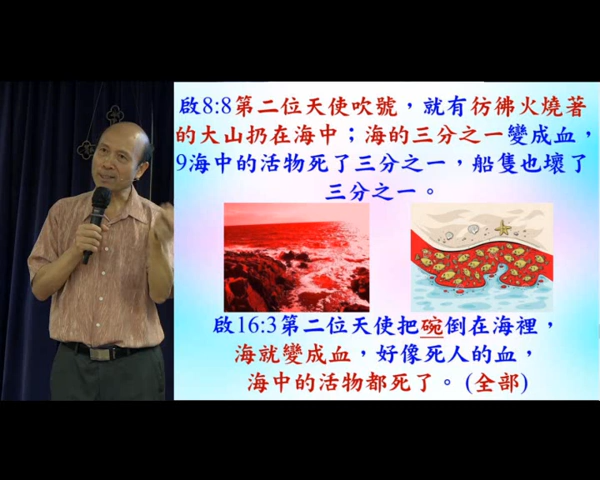 啟8:8第二位天使吹號，就有彷彿火燒著
的大山扔在海中；海的三分之一變成血，
9海中的活物死了三分之一，船隻也壞了
三分之一。
啟16:3第二位天使把碗倒在海裡，
海就變成血，好像死人的血，
海中的活物都死了。 (全部)